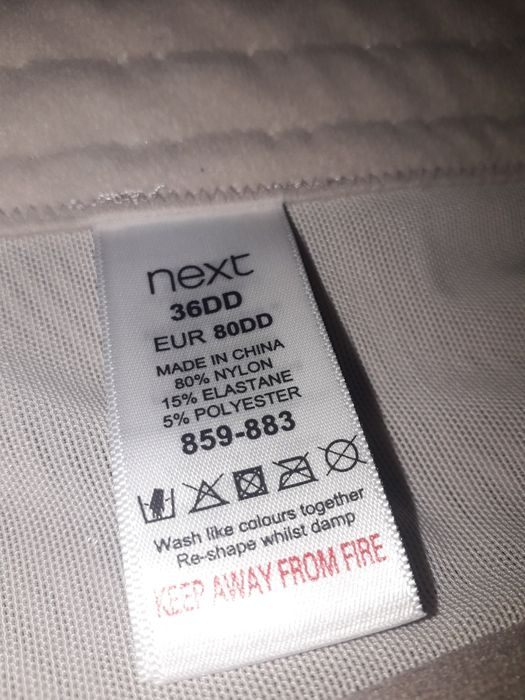 next
36DD
EUR 80DD
MADE IN CHINA
80% NYLON
15% ELASTANE
5% POLYESTER
859-883
Wash like colours together
Re-shape whilst damp
KEEP AWAY FROM FIRE